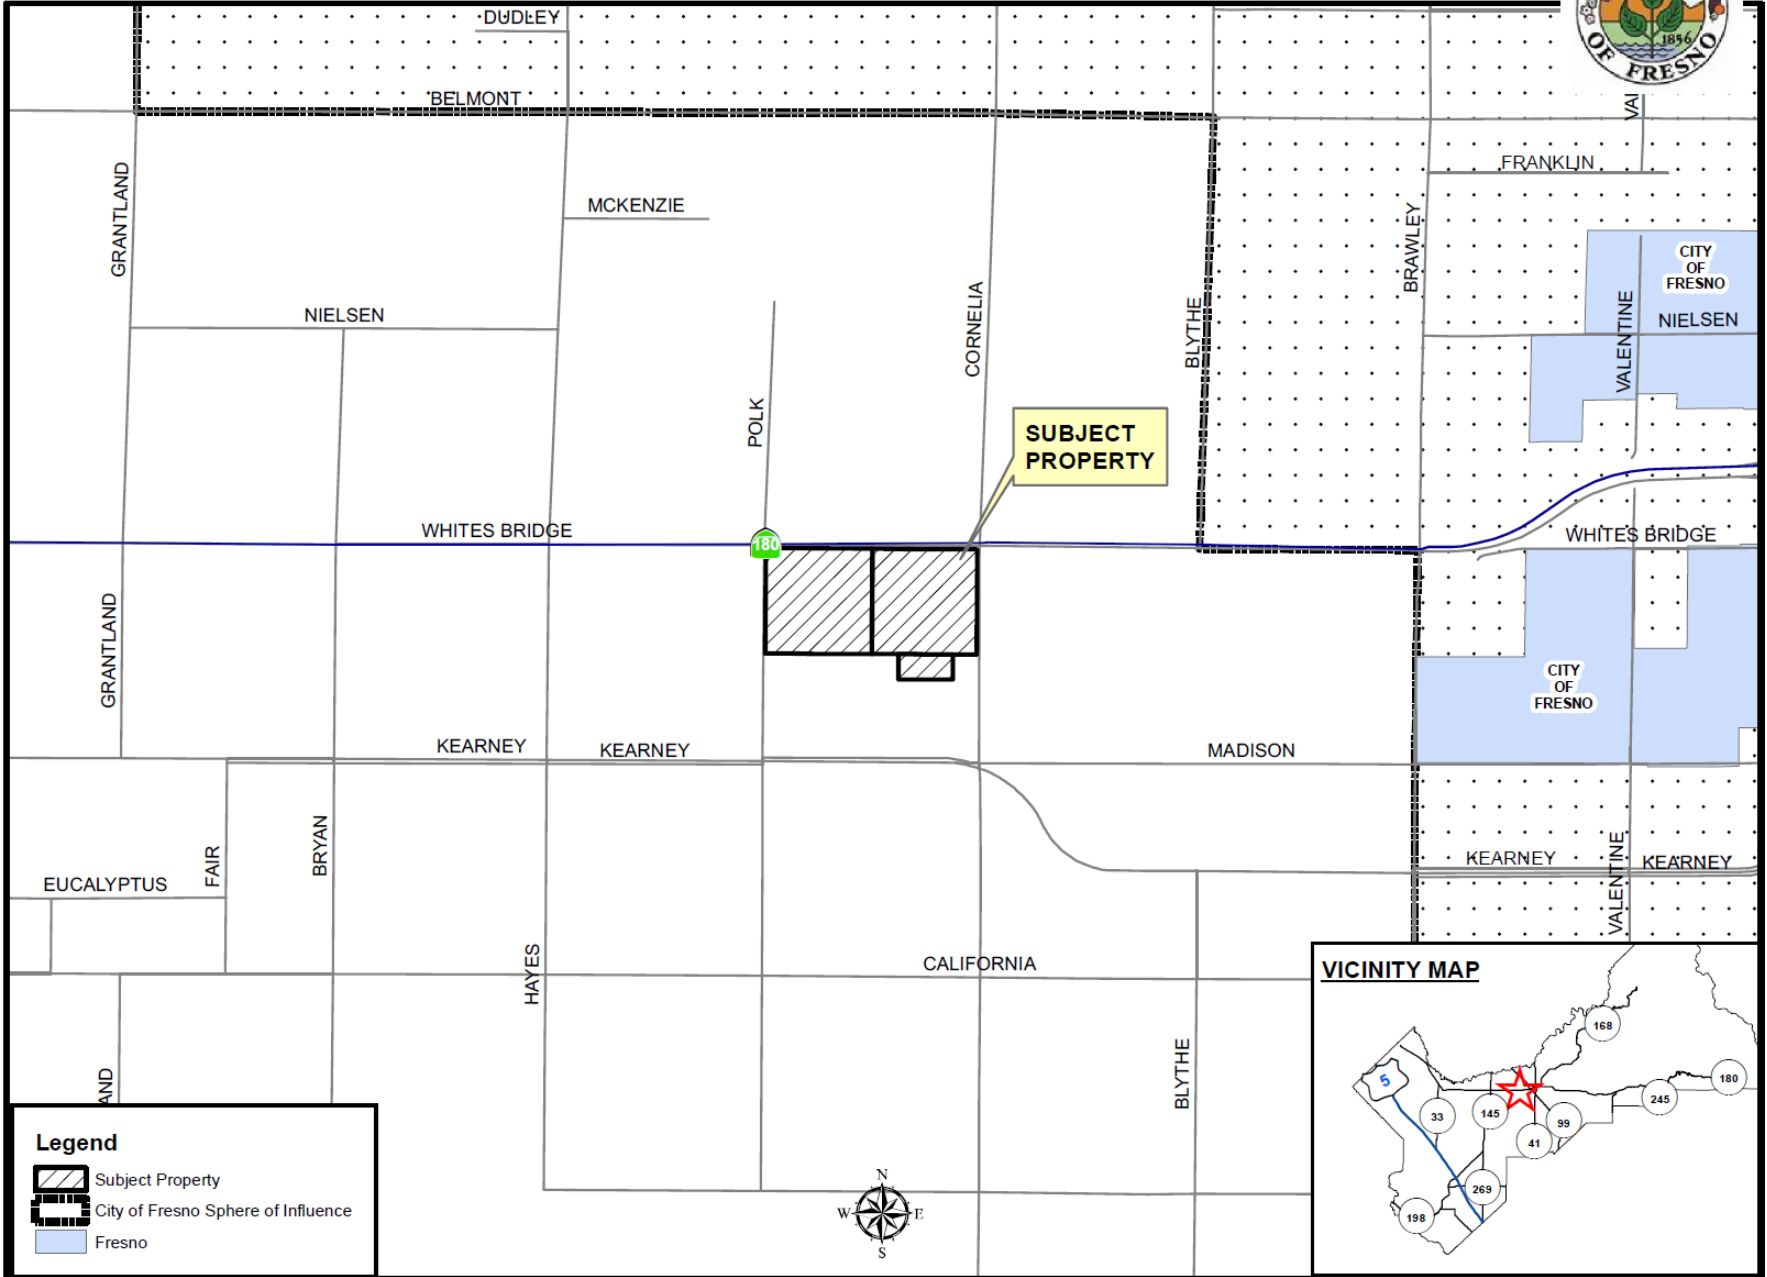 DUDLEY
1856
OF FRESNO
BELMONT
VAL
FRANKLIN
GRANTLAND
MCKENZIE
BRAWLEY
CITY
OF
FRESNO
NIELSEN
CORNELIA
BLYTHE
VALENTINE
NIELSEN
POLK
SUBJECT
PROPERTY
WHITES BRIDGE
180
WHITES BRIDGE
GRANTLAND
CITY
OF
FRESNO
KEARNEY
KEARNEY
MADISON
BRYAN
FAIR
EUCALYPTUS
VALENTINE
KEARNEY
KEARNEY
HAYES
CALIFORNIA
BLYTHE
AND
VICINITY MAP
168
5
180
245
33
145
99
41
269
198
Legend
Subject Property
City of Fresno Sphere of Influence
Fresno
N
W
E
S